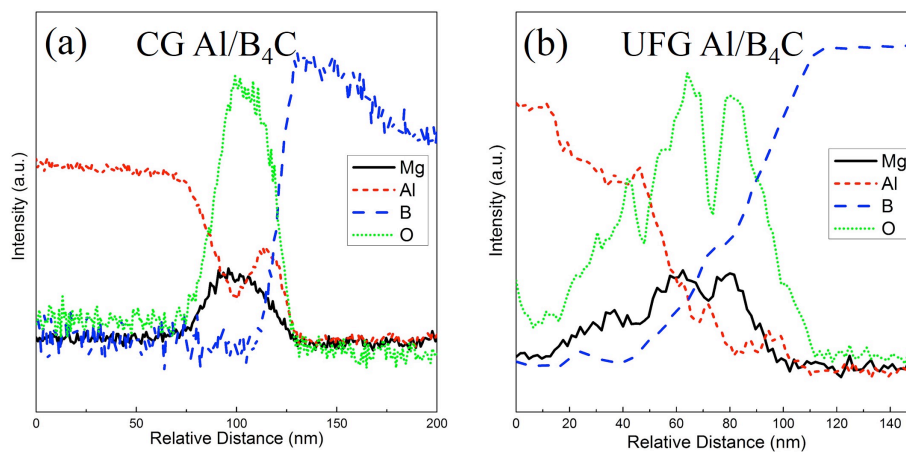 (a) CG Al/B₄C
Intensity (a.u.)
Mg
Al
B
O
0 50 100 150 200
Relative Distance (nm)
(b) UFG Al/B₄C
Intensity (a.u.)
Mg
Al
B
O
0 20 40 60 80 100 120 140
Relative Distance (nm)